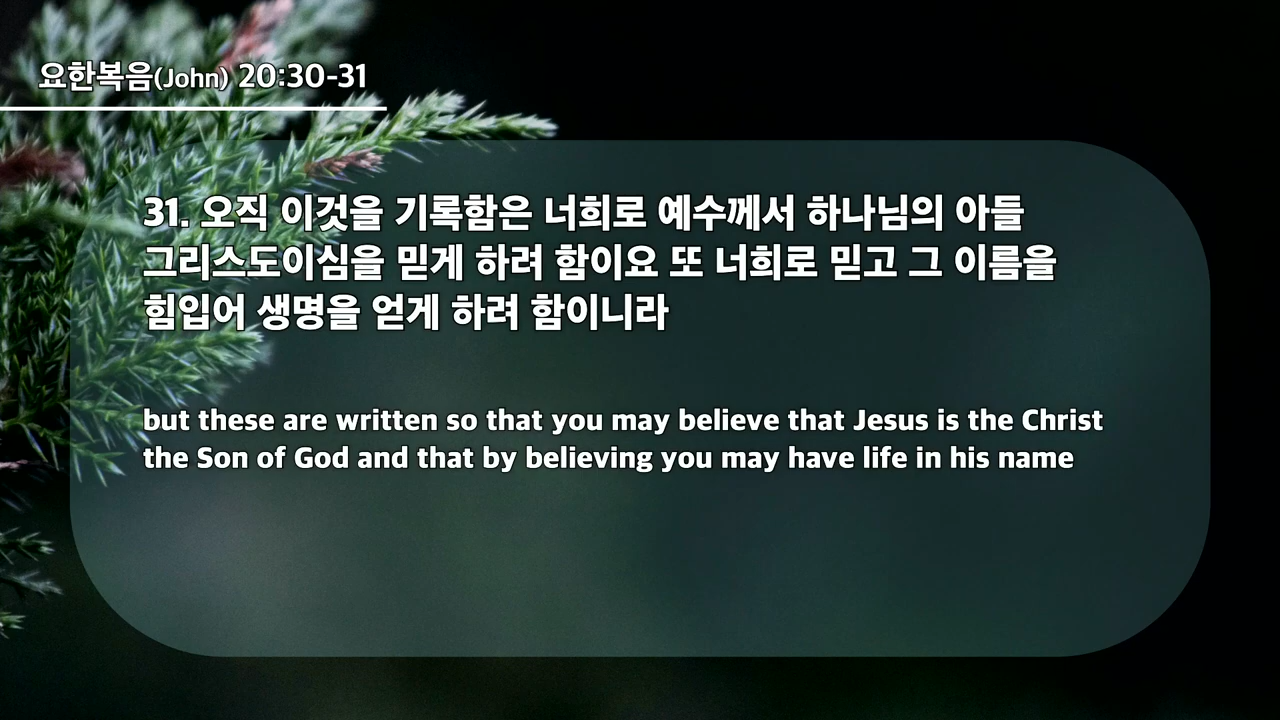 요한복음(John) 20:30-31
31. 오직 이것을 기록함은 너희로 예수께서 하나님의 아들
그리스도이심을 믿게 하려 함이요 또 너희로 믿고 그 이름을
힘입어 생명을 얻게 하려 함이니라
but these are written so that you may believe that Jesus is the Christ
the Son of God and that by believing you may have life in his name